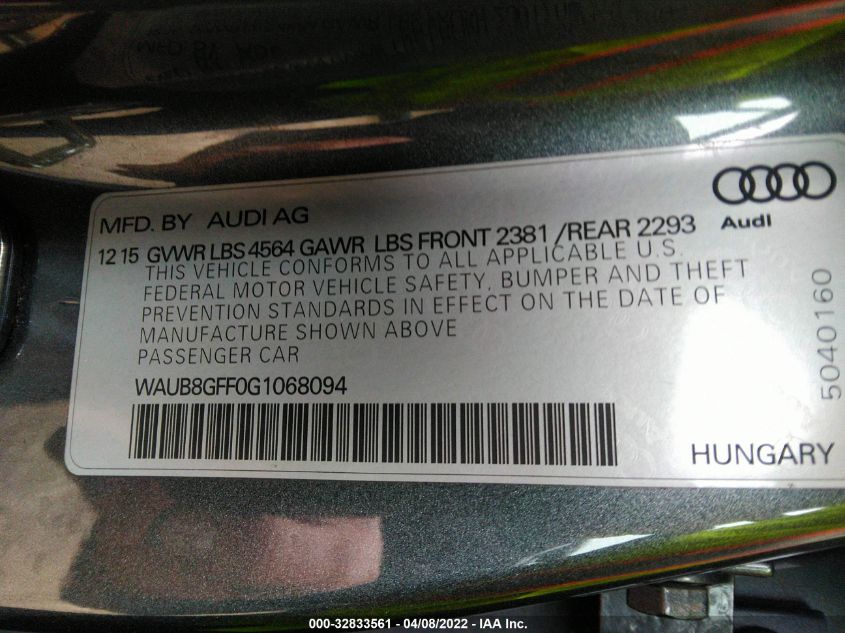 MFD. BY AUDI AG
Audi
12 15 GVWR LBS 4564 GAWR LBS FRONT 2381 /REAR 2293
THIS VEHICLE CONFORMS TO ALL APPLICABLE U.S.
FEDERAL MOTOR VEHICLE SAFETY, BUMPER AND THEFT
PREVENTION STANDARDS IN EFFECT ON THE DATE OF
MANUFACTURE SHOWN ABOVE
PASSENGER CAR
WAUB8GFF0G1068094
5040160
HUNGARY
000-32833561 - 04/08/2022 - IAA Inc.